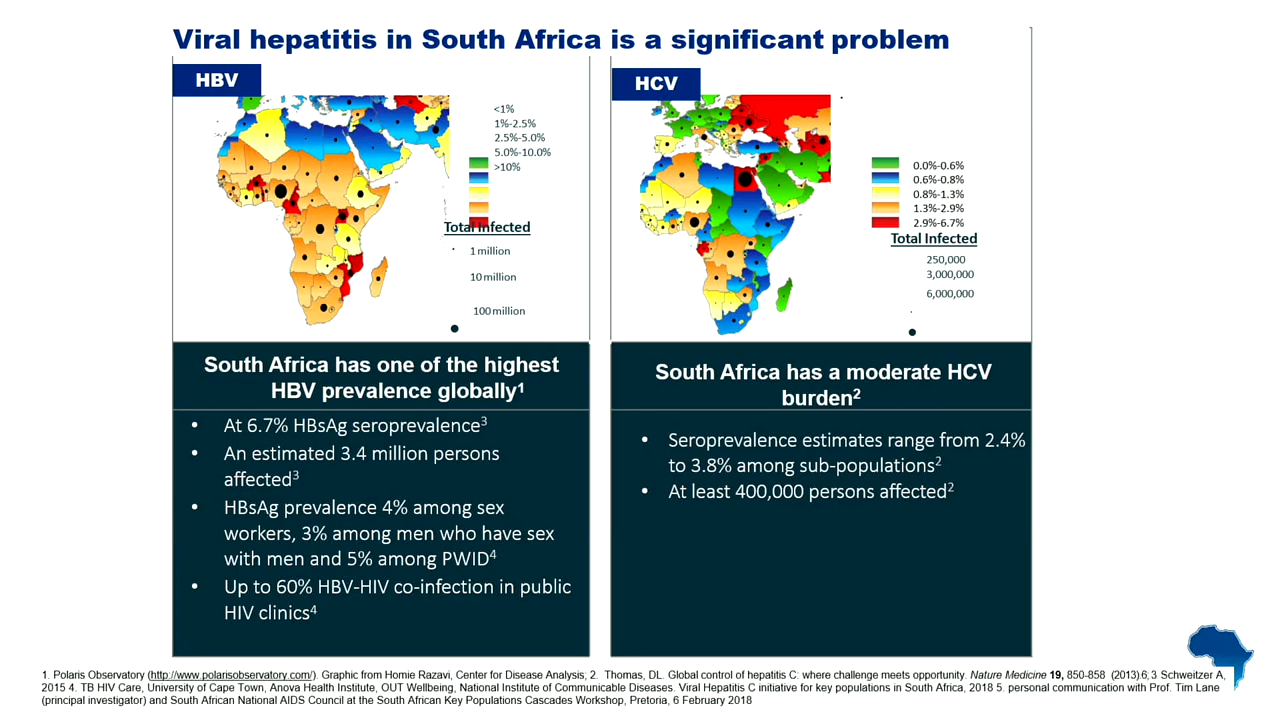 Viral hepatitis in South Africa is a significant problem
HBV
<1%
1%-2.5%
2.5%-5.0%
5.0%-10.0%
>10%
Total Infected
1 million
10 million
100 million
South Africa has one of the highest
HBV prevalence globally1
• At 6.7% HBsAg seroprevalence3
• An estimated 3.4 million persons
affected3
• HBsAg prevalence 4% among sex
workers, 3% among men who have sex
with men and 5% among PWID4
• Up to 60% HBV-HIV co-infection in public
HIV clinics4
HCV
0.0%-0.6%
0.6%-0.8%
0.8%-1.3%
1.3%-2.9%
2.9%-6.7%
Total Infected
250,000
3,000,000
6,000,000
South Africa has a moderate HCV
burden2
• Seroprevalence estimates range from 2.4%
to 3.8% among sub-populations2
• At least 400,000 persons affected2
1. Polaris Observatory (http://www.polarisobservatory.com/). Graphic from Homie Razavi, Center for Disease Analysis; 2. Thomas, DL. Global control of hepatitis C: where challenge meets opportunity. Nature Medicine 19, 850-858 (2013).6; 3 Schweitzer A,
2015 4. TB HIV Care, University of Cape Town, Anova Health Institute, OUT Wellbeing, National Institute of Communicable Diseases. Viral Hepatitis C initiative for key populations in South Africa, 2018 5. personal communication with Prof. Tim Lane
(principal investigator) and South African National AIDS Council at the South African Key Populations Cascades Workshop, Pretoria, 6 February 2018